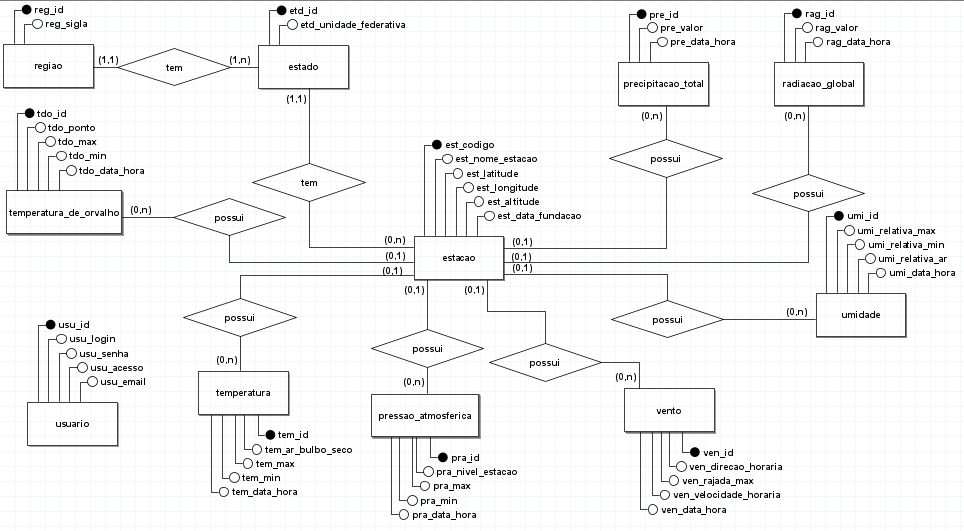 reg_id
reg_sigla
regiao
(1,1)
tem
(1,n)
etd_id
etd_unidade_federativa
estado
(1,1)
tem
(0,n)
pre_id
pre_valor
pre_data_hora
precipitacao_total
(0,n)
possui
(0,1)
rag_id
rag_valor
rag_data_hora
radiacao_global
(0,n)
possui
(0,1)
tdo_id
tdo_ponto
tdo_max
tdo_min
tdo_data_hora
temperatura_de_orvalho
(0,n)
possui
(0,1)
est_codigo
est_nome_estacao
est_latitude
est_longitude
est_altitude
est_data_fundacao
estacao
umi_id
umi_relativa_max
umi_relativa_min
umi_relativa_ar
umi_data_hora
umidade
(0,n)
possui
(0,1)
usu_id
usu_login
usu_senha
usu_acesso
usu_email
usuario
(0,1)
possui
(0,n)
temperatura
tem_id
tem_ar_bulbo_seco
tem_max
tem_min
tem_data_hora
(0,1)
possui
(0,n)
pressao_atmosferica
pra_id
pra_nivel_estacao
pra_max
pra_min
pra_data_hora
(0,1)
possui
(0,n)
vento
ven_id
ven_direcao_horaria
ven_rajada_max
ven_velocidade_horaria
ven_data_hora